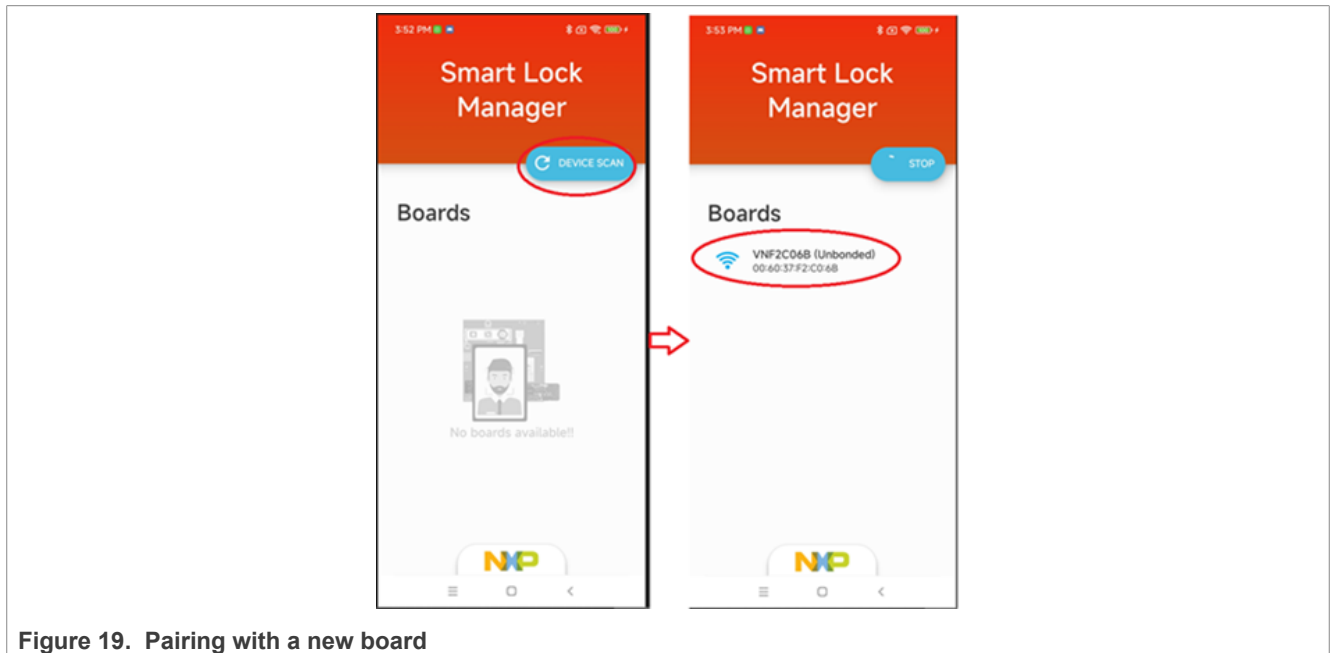 3:52 PM
Smart Lock
Manager
DEVICE SCAN
Boards
No boards available!!
NXP
3:53 PM
Smart Lock
Manager
STOP
Boards
VNF2C06B (Unbonded)
00:60:37:F2:C0:6B
NXP
Figure 19. Pairing with a new board